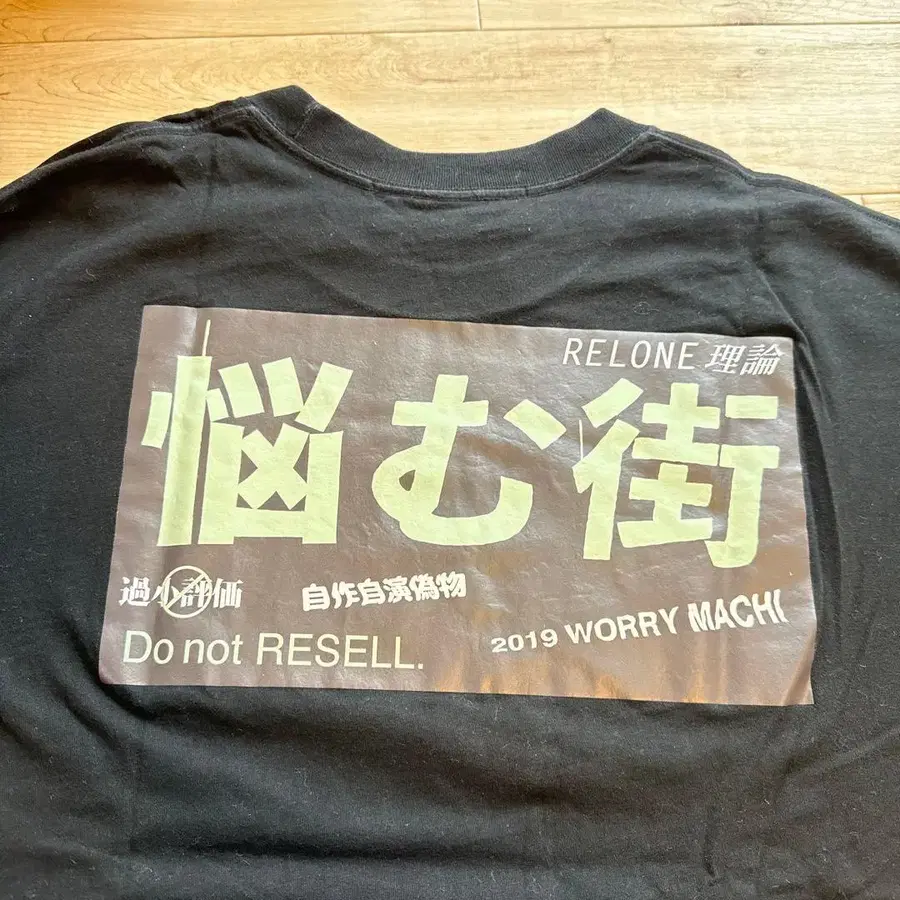 RELONE 理論
悩む街
過小評価
自作自演偽物
2019 WORRY MACHI
Do not RESELL.